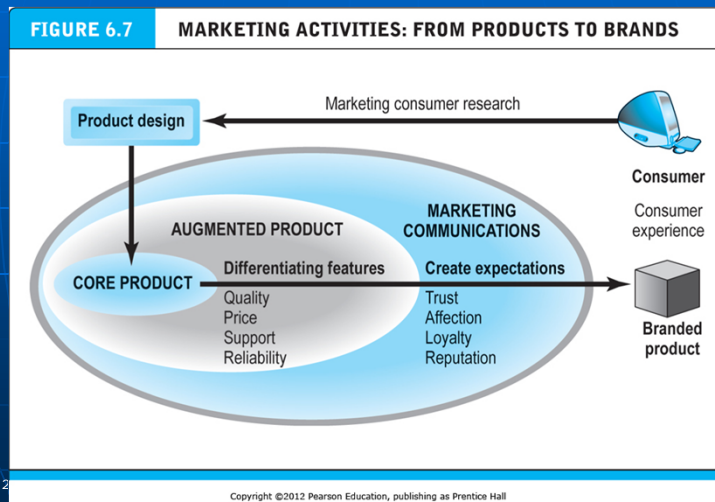 FIGURE 6.7
MARKETING ACTIVITIES: FROM PRODUCTS TO BRANDS
Marketing consumer research
Product design
Consumer
Consumer
experience
MARKETING
COMMUNICATIONS
AUGMENTED PRODUCT
CORE PRODUCT
Differentiating features
Quality
Price
Support
Reliability
Create expectations
Trust
Affection
Loyalty
Reputation
Branded
product
2
Copyright ©2012 Pearson Education, publishing as Prentice Hall